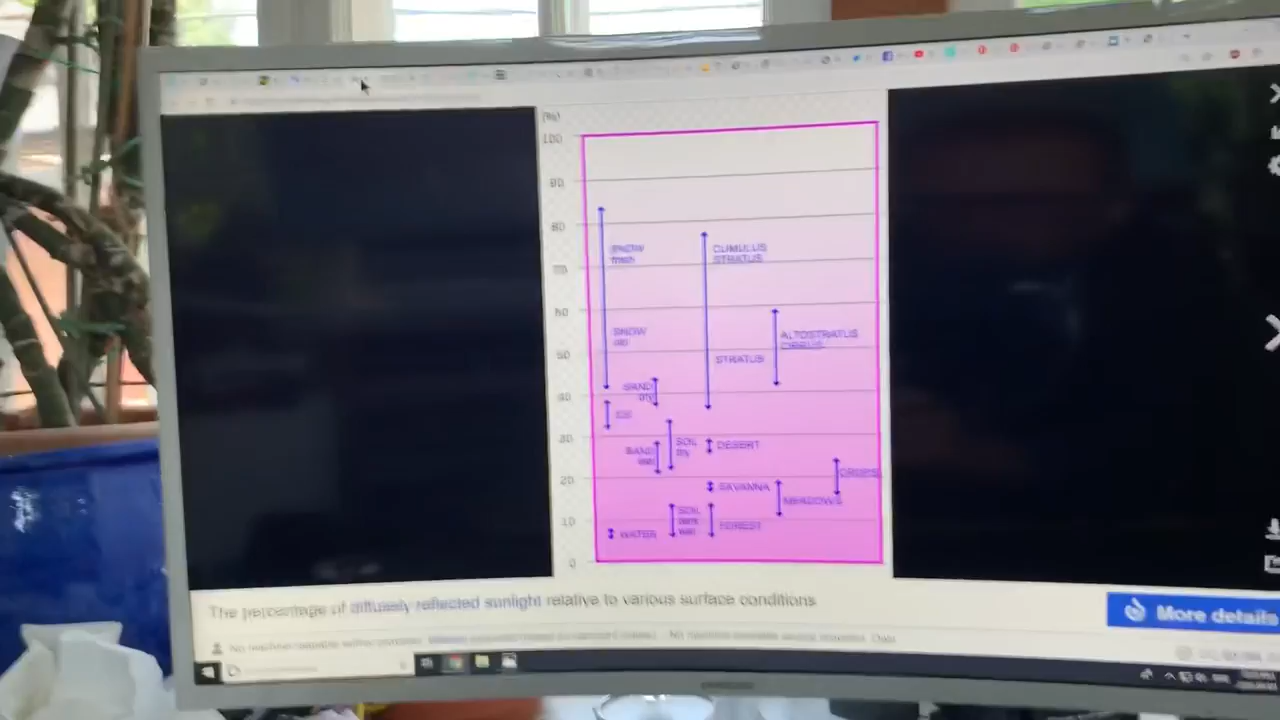 (%)
100
90
80
70
60
50
40
30
20
10
0
SNOW
fresh
SNOW
old
SAND
dry
ICE
SAND
wet
SOIL
dry
WATER
SOIL
dark
wet
CUMULUS
STRATUS
STRATUS
ALTOSTRATUS
CIRRUS
DESERT
SAVANNA
MEADOWS
CROPS
FOREST
The percentage of diffusely reflected sunlight relative to various surface conditions
More details